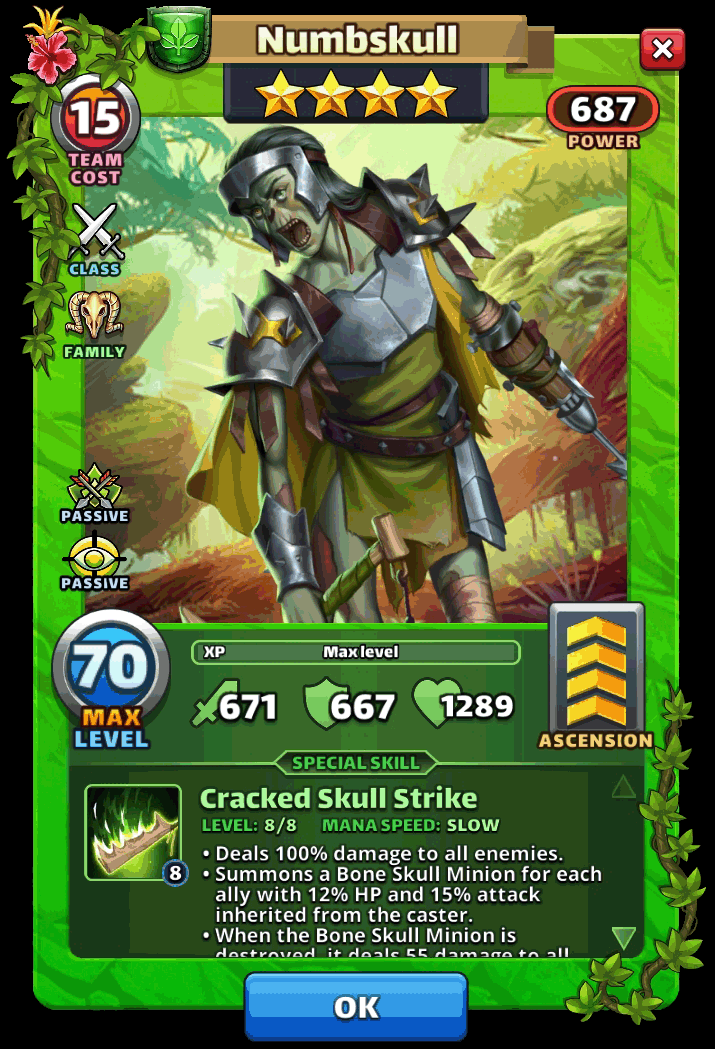 Numbskull
15
TEAM
COST
687
POWER
CLASS
FAMILY
PASSIVE
PASSIVE
70
MAX
LEVEL
XP Max level
671 667 1289
ASCENSION
SPECIAL SKILL
Cracked Skull Strike
LEVEL: 8/8 MANA SPEED: SLOW
8
• Deals 100% damage to all enemies.
• Summons a Bone Skull Minion for each
ally with 12% HP and 15% attack
inherited from the caster.
• When the Bone Skull Minion is
destroyed, it deals 55 damage to all
OK